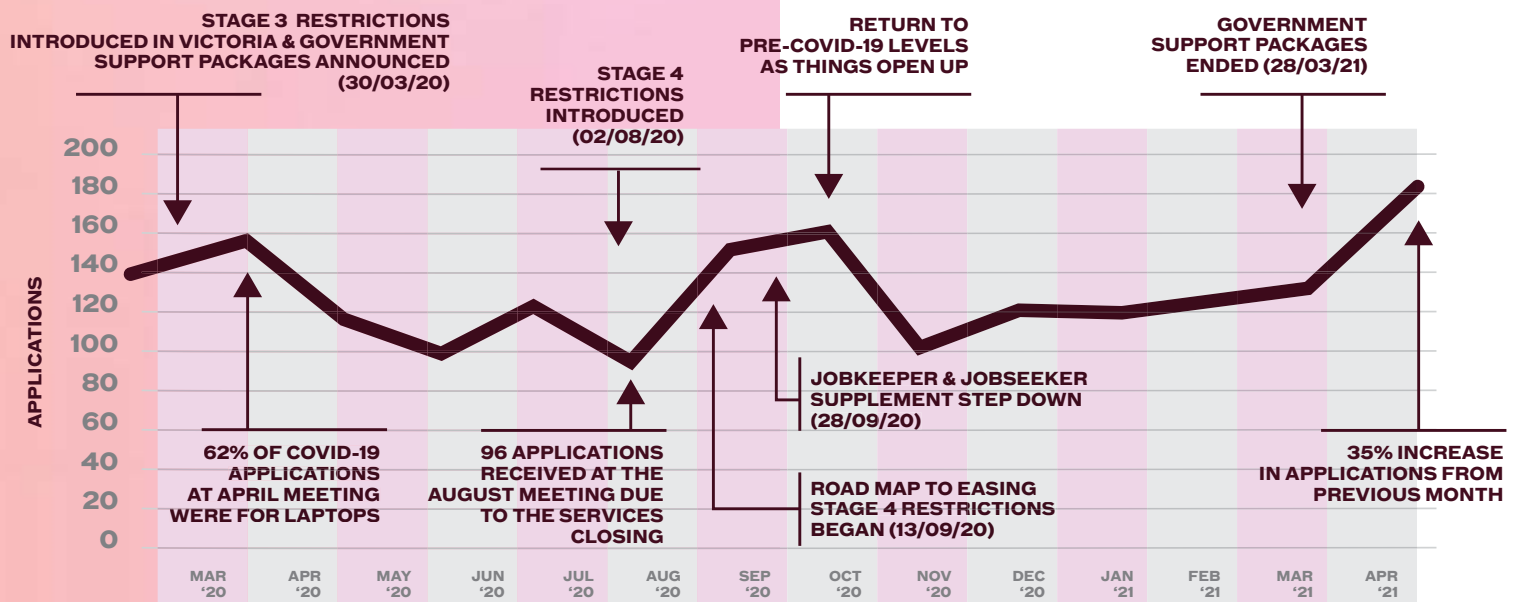 STAGE 3 RESTRICTIONS
INTRODUCED IN VICTORIA & GOVERNMENT
SUPPORT PACKAGES ANNOUNCED
(30/03/20)
STAGE 4
RESTRICTIONS
INTRODUCED
(02/08/20)
RETURN TO
PRE-COVID-19 LEVELS
AS THINGS OPEN UP
GOVERNMENT
SUPPORT PACKAGES
ENDED (28/03/21)
APPLICATIONS
200
180
160
140
120
100
80
60
40
20
0
62% OF COVID-19
APPLICATIONS
AT APRIL MEETING
WERE FOR LAPTOPS
96 APPLICATIONS
RECEIVED AT THE
AUGUST MEETING DUE
TO THE SERVICES
CLOSING
JOBKEEPER & JOBSEEKER
SUPPLEMENT STEP DOWN
(28/09/20)
ROAD MAP TO EASING
STAGE 4 RESTRICTIONS
BEGAN (13/09/20)
35% INCREASE
IN APPLICATIONS FROM
PREVIOUS MONTH
MAR
‘20
APR
‘20
MAY
‘20
JUN
‘20
JUL
‘20
AUG
‘20
SEP
‘20
OCT
‘20
NOV
‘20
DEC
‘20
JAN
‘21
FEB
‘21
MAR
‘21
APR
‘21